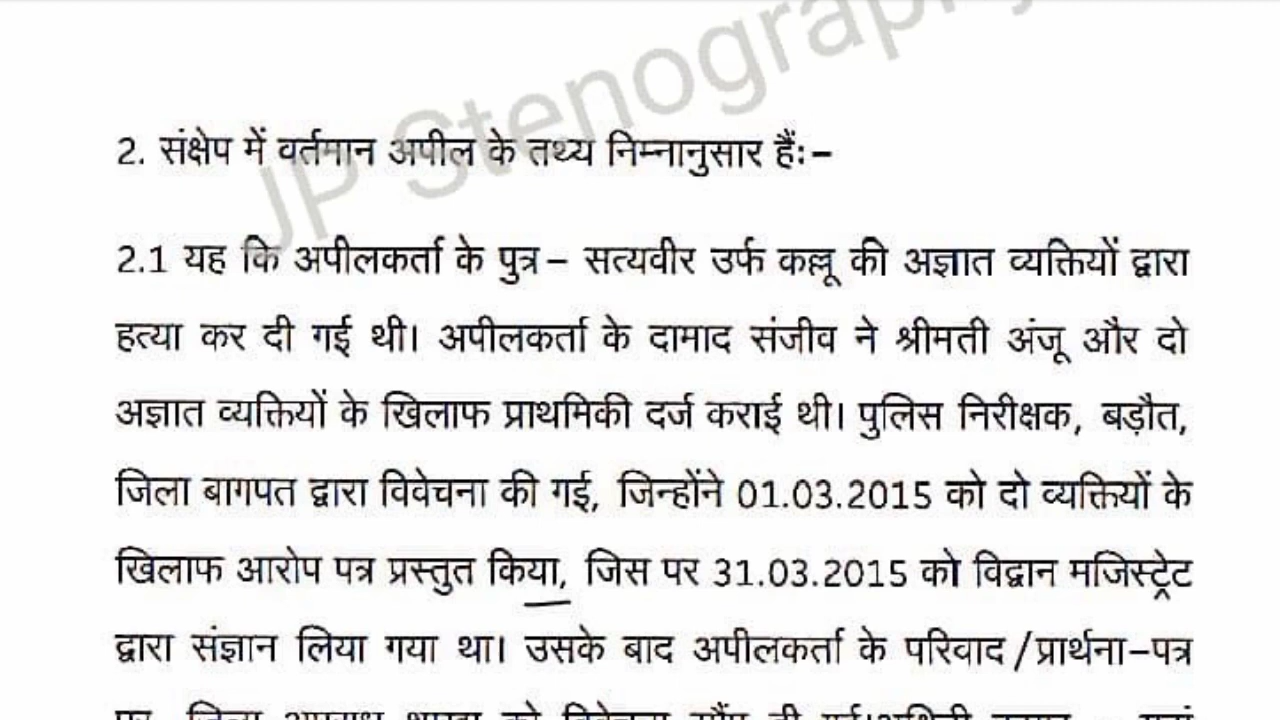 JP Stenography
2. संक्षेप में वर्तमान अपील के तथ्य निम्नानुसार हैंः–
2.1 यह कि अपीलकर्ता के पुत्र– सत्यवीर उर्फ कल्लू की अज्ञात व्यक्तियों द्वारा
हत्या कर दी गई थी। अपीलकर्ता के दामाद संजीव ने श्रीमती अंजू और दो
अज्ञात व्यक्तियों के खिलाफ प्राथमिकी दर्ज कराई थी। पुलिस निरीक्षक, बड़ौत,
जिला बागपत द्वारा विवेचना की गई, जिन्होंने 01.03.2015 को दो व्यक्तियों के
खिलाफ आरोप पत्र प्रस्तुत किया, जिस पर 31.03.2015 को विद्वान मजिस्ट्रेट
द्वारा संज्ञान लिया गया था। उसके बाद अपीलकर्ता के परिवाद/प्रार्थना–पत्र